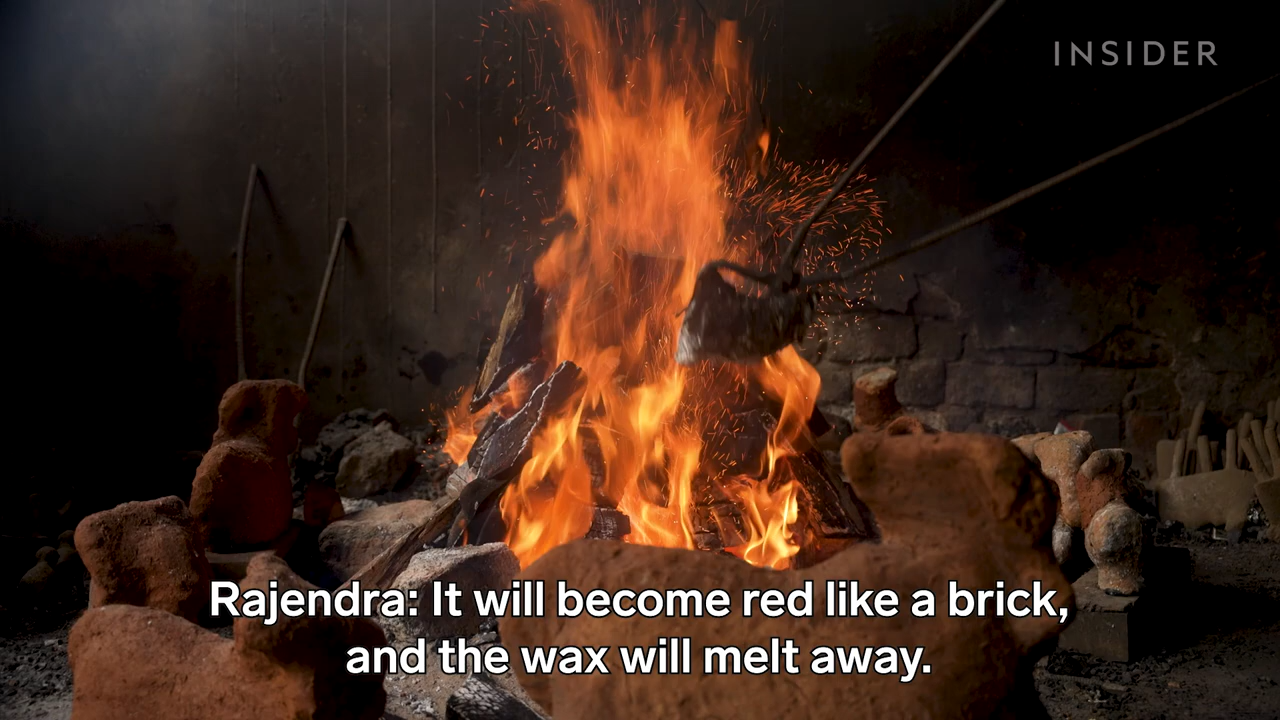 INSIDER
Rajendra: It will become red like a brick,
and the wax will melt away.